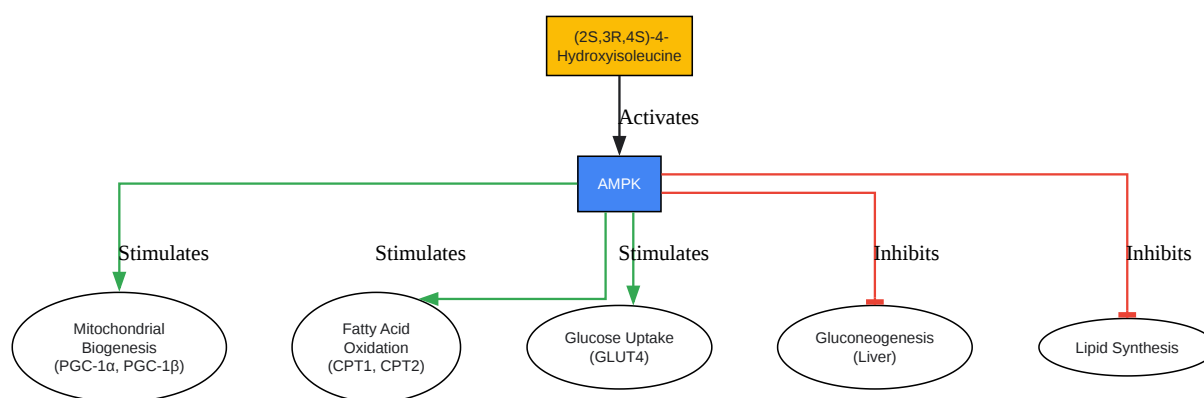 (2S,3R,4S)-4-
Hydroxyisoleucine
Activates
AMPK
Stimulates
Stimulates
Stimulates
Inhibits
Inhibits
Mitochondrial
Biogenesis
(PGC-1α, PGC-1β)
Fatty Acid
Oxidation
(CPT1, CPT2)
Glucose Uptake
(GLUT4)
Gluconeogenesis
(Liver)
Lipid Synthesis